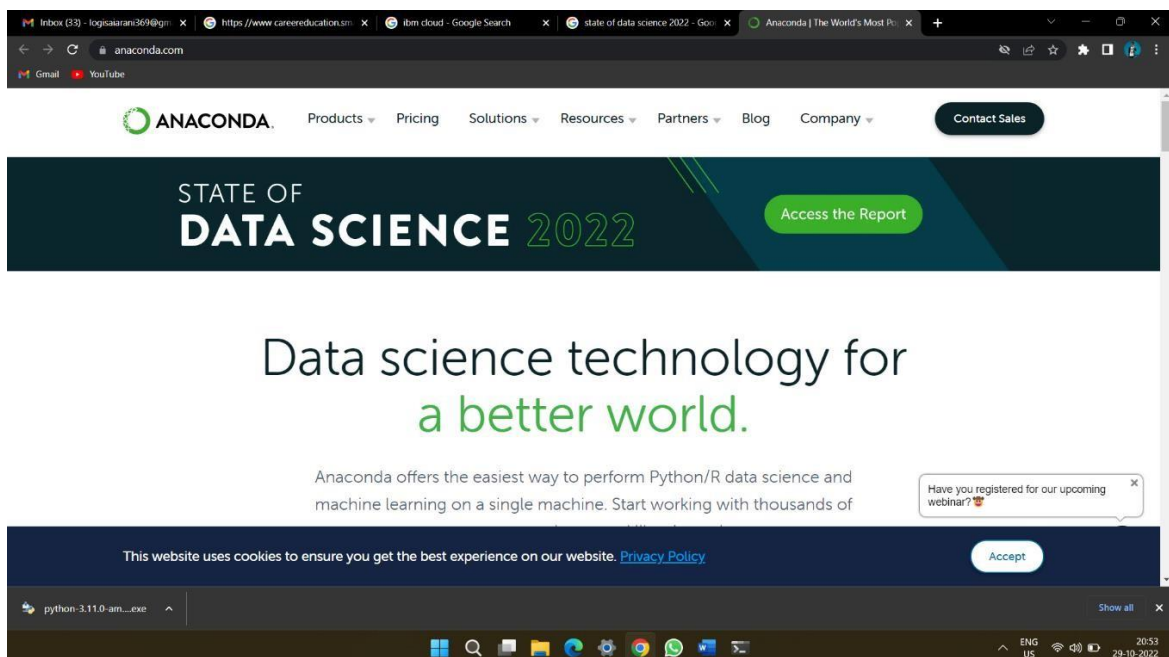 Inbox (33) - logisaiarani369@gm
https://www careereducation.sm
ibm cloud - Google Search
state of data science 2022 - Goo
Anaconda | The World's Most Po
anaconda.com
Gmail
YouTube
ANACONDA.
Products
Pricing
Solutions
Resources
Partners
Blog
Company
Contact Sales
STATE OF
DATA SCIENCE 2022
Access the Report
Data science technology for
a better world.
Anaconda offers the easiest way to perform Python/R data science and
machine learning on a single machine. Start working with thousands of
Have you registered for our upcoming
webinar?
This website uses cookies to ensure you get the best experience on our website. Privacy Policy
Accept
python-3.11.0-am....exe
Show all
ENG
US
20:53
29-10-2022